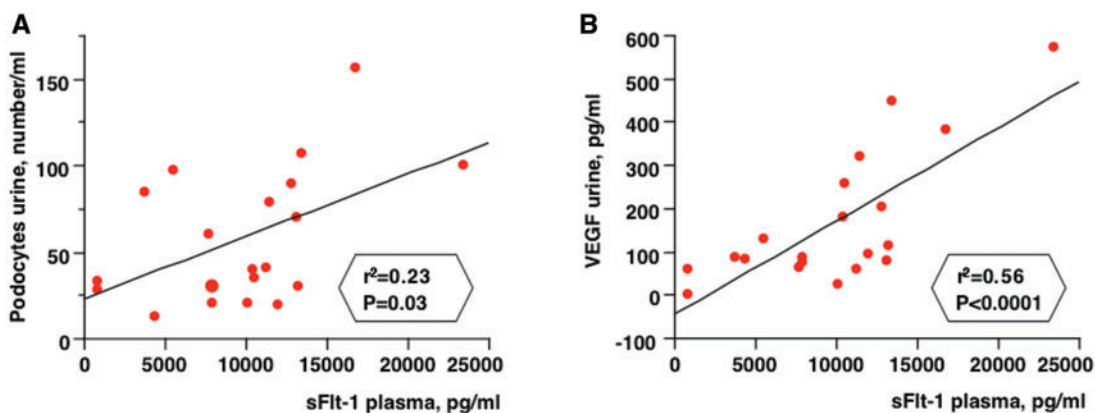 A
Podocytes urine, number/ml
150
100
50
0
0 5000 10000 15000 20000 25000
sFlt-1 plasma, pg/ml
r²=0.23
P=0.03
B
VEGF urine, pg/ml
600
500
400
300
200
100
0
-100
0 5000 10000 15000 20000 25000
sFlt-1 plasma, pg/ml
r²=0.56
P<0.0001